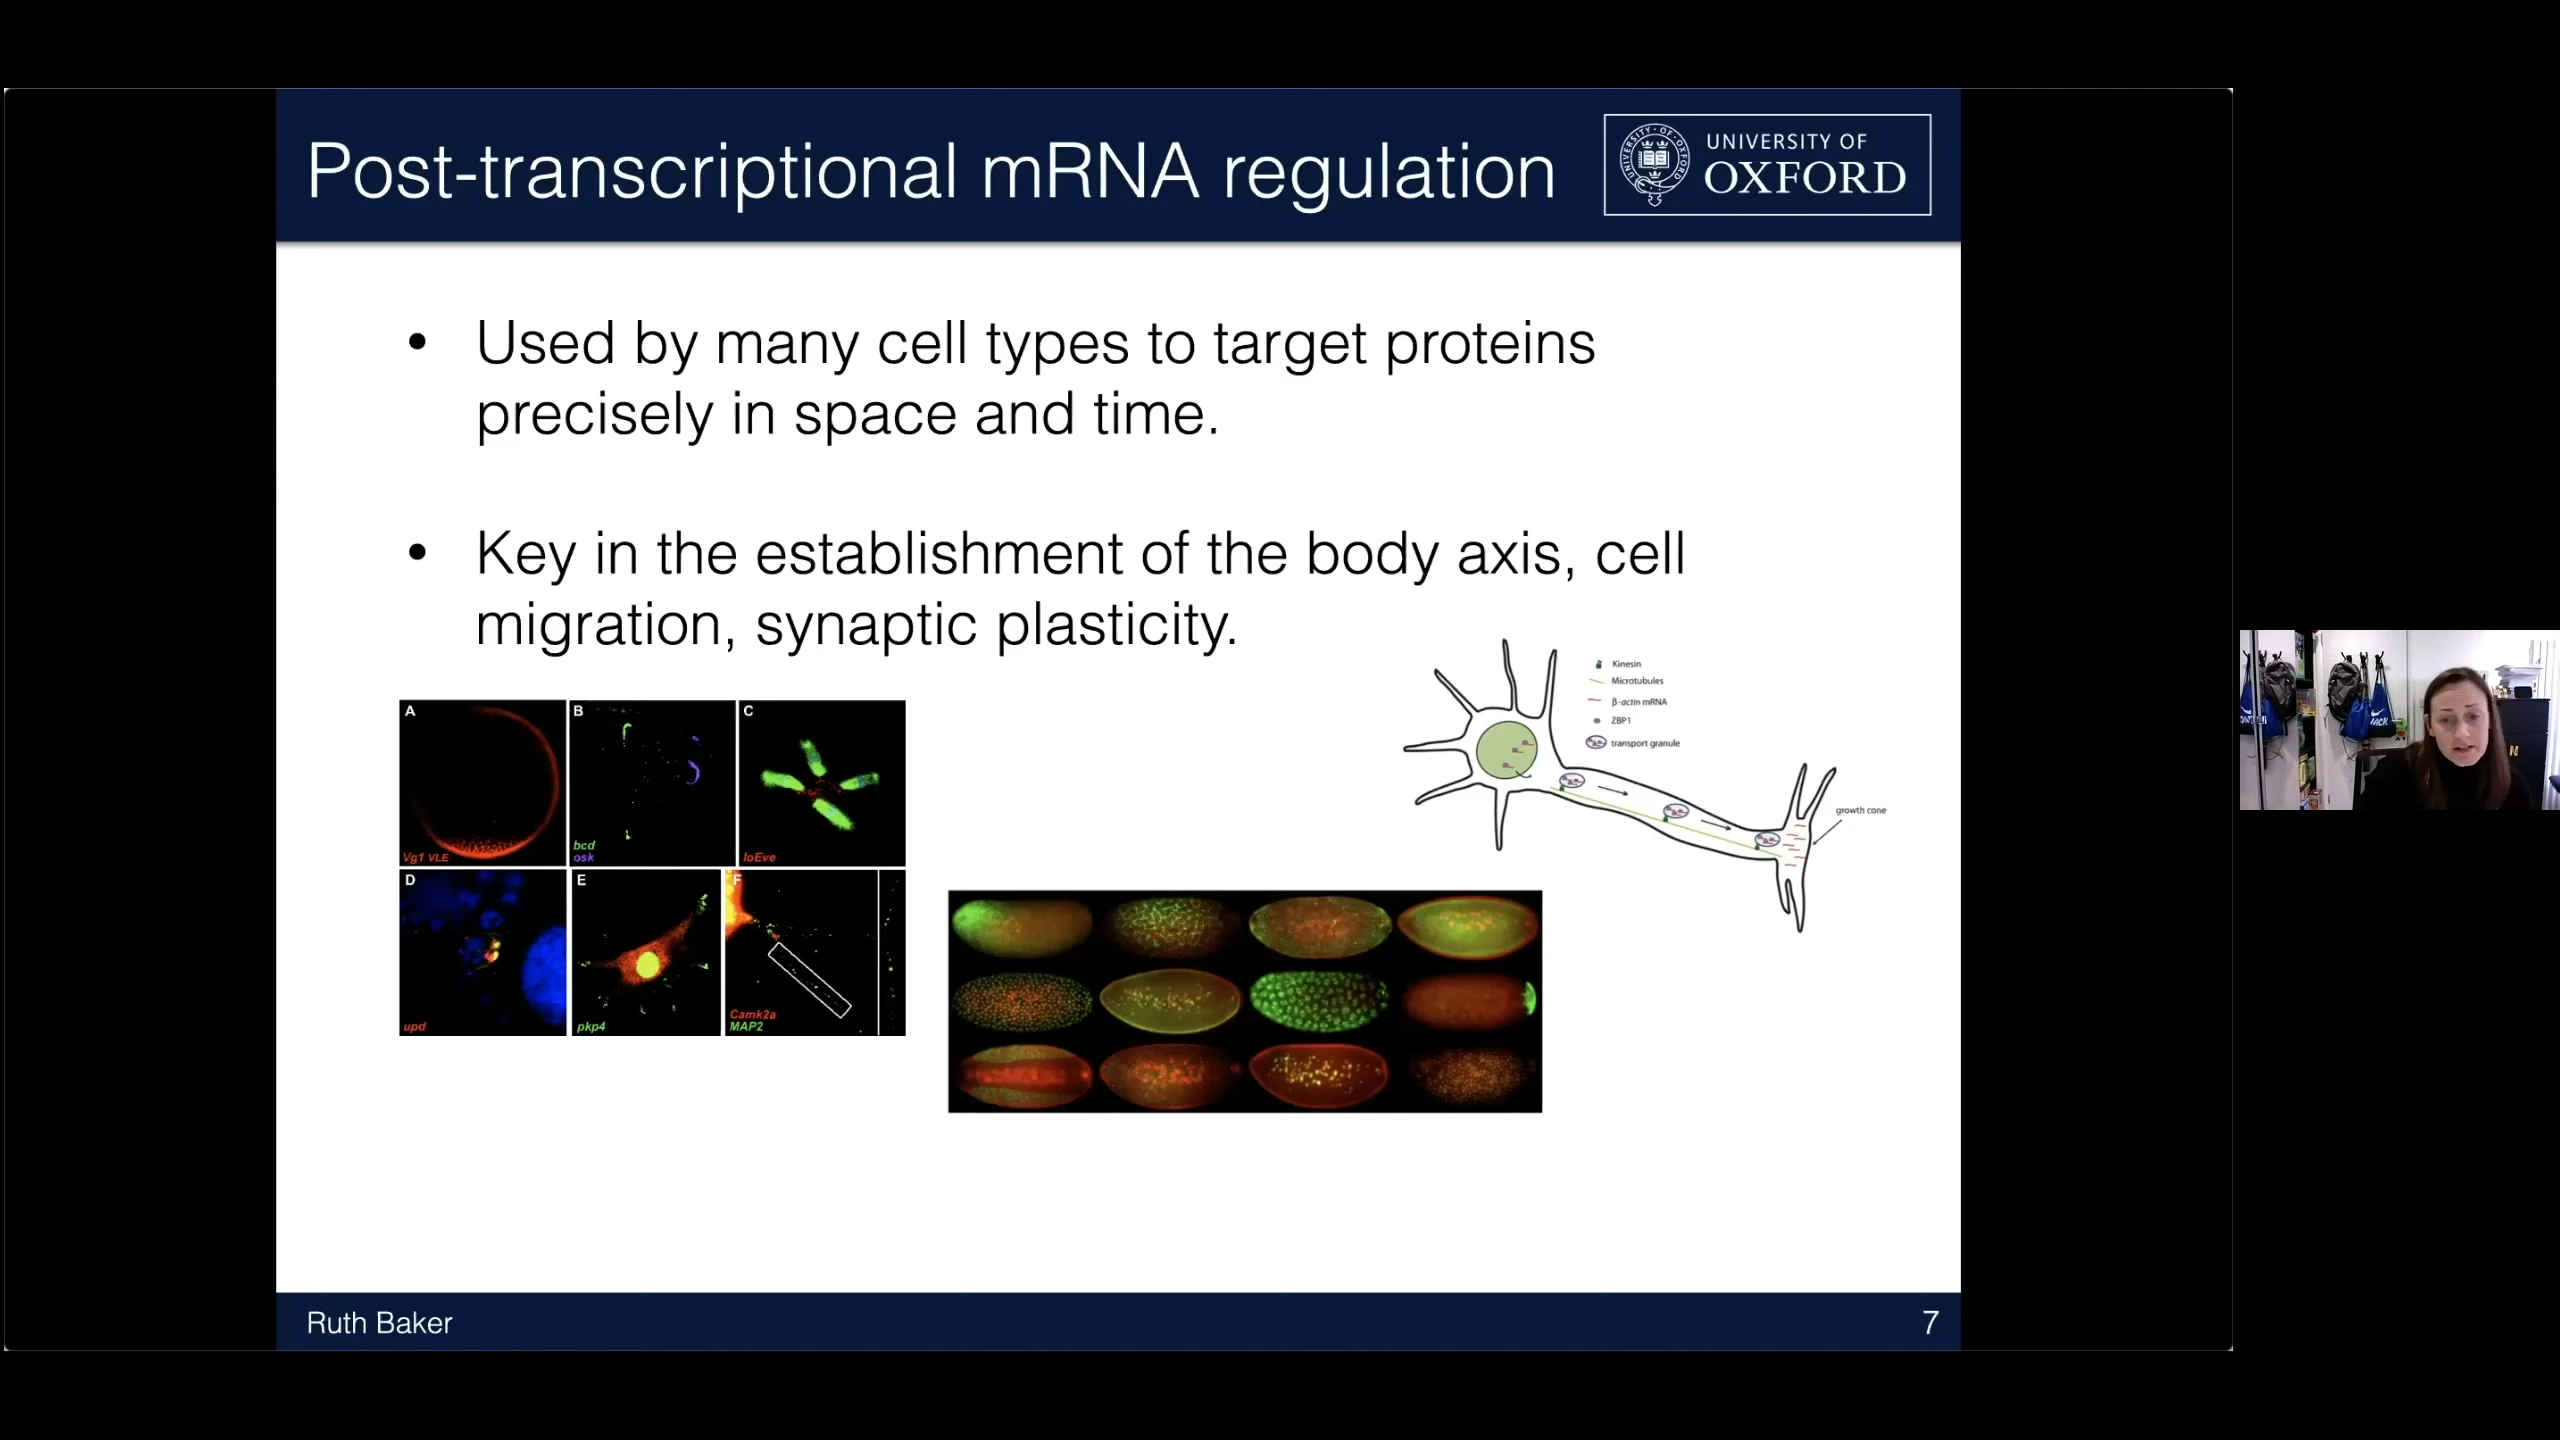 Post-transcriptional mRNA regulation
UNIVERSITY OF
OXFORD
• Used by many cell types to target proteins
precisely in space and time.
• Key in the establishment of the body axis, cell
migration, synaptic plasticity.
Kinesin
Microtubules
β-actin mRNA
ZBP1
transport granule
growth cone
A
Vg1 VLE
B
bcd
osk
C
loEve
D
upd
E
pkp4
F
Camk2a
MAP2
JACK
N
Ruth Baker
7